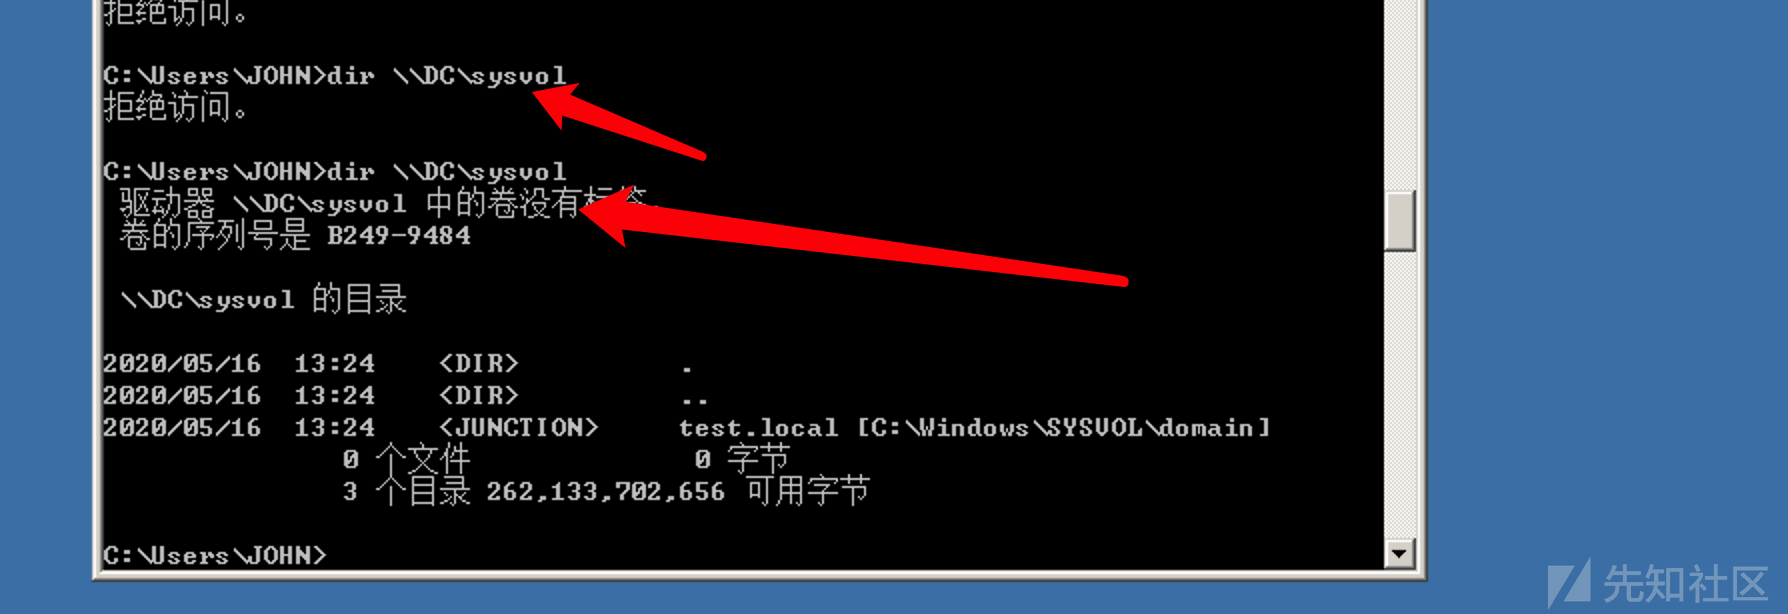 拒绝访问。
C:\Users\JOHN>dir \\DC\sysvol
拒绝访问。
C:\Users\JOHN>dir \\DC\sysvol
驱动器 \\DC\sysvol 中的卷没有标签。
卷的序列号是 B249-9484
\\DC\sysvol 的目录
2020/05/16 13:24 <DIR> .
2020/05/16 13:24 <DIR> ..
2020/05/16 13:24 <JUNCTION> test.local [C:\Windows\SYSVOL\domain]
0 个文件 0 字节
3 个目录 262,133,702,656 可用字节
C:\Users\JOHN>
先知社区